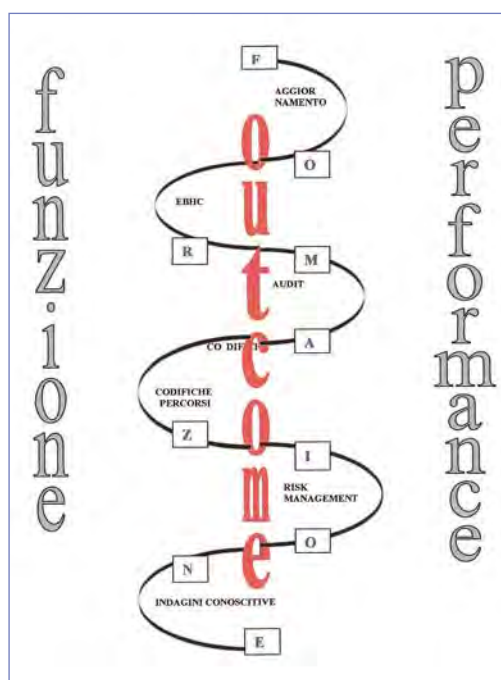 funzione
performance
outcome
F
AGGIOR
NAMENTO
O
EBHC
R
M
AUDIT
A
CODIFICHE
PERCORSI
Z
I
RISK
MANAGEMENT
O
N
INDAGINI CONOSCITIVE
E